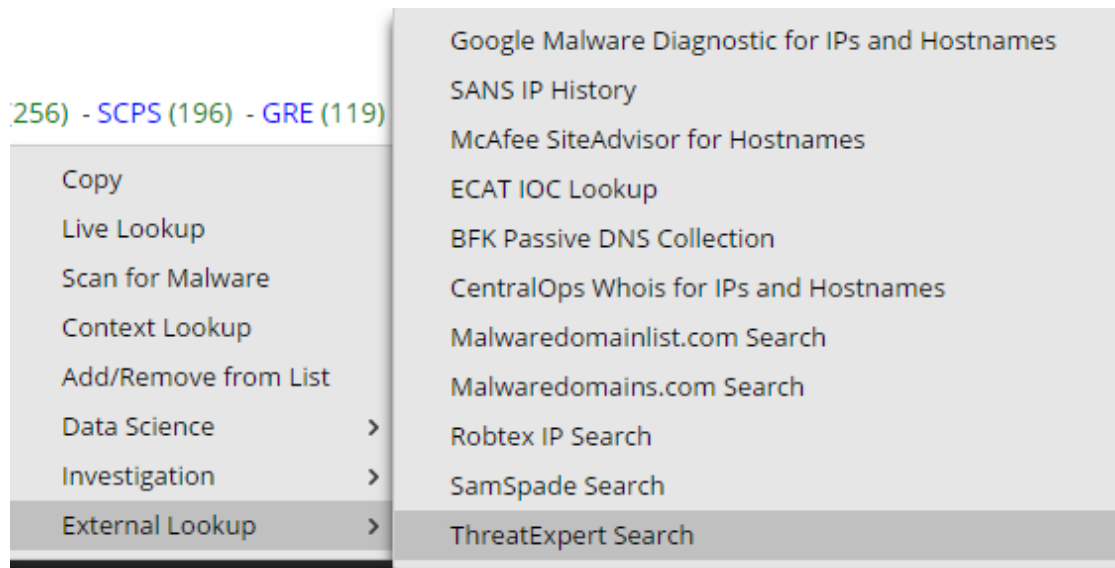 256) - SCPS (196) - GRE (119)
Copy
Live Lookup
Scan for Malware
Context Lookup
Add/Remove from List
Data Science
Investigation
External Lookup
Google Malware Diagnostic for IPs and Hostnames
SANS IP History
McAfee SiteAdvisor for Hostnames
ECAT IOC Lookup
BFK Passive DNS Collection
CentralOps Whois for IPs and Hostnames
Malwaredomainlist.com Search
Malwaredomains.com Search
Robtex IP Search
SamSpade Search
ThreatExpert Search